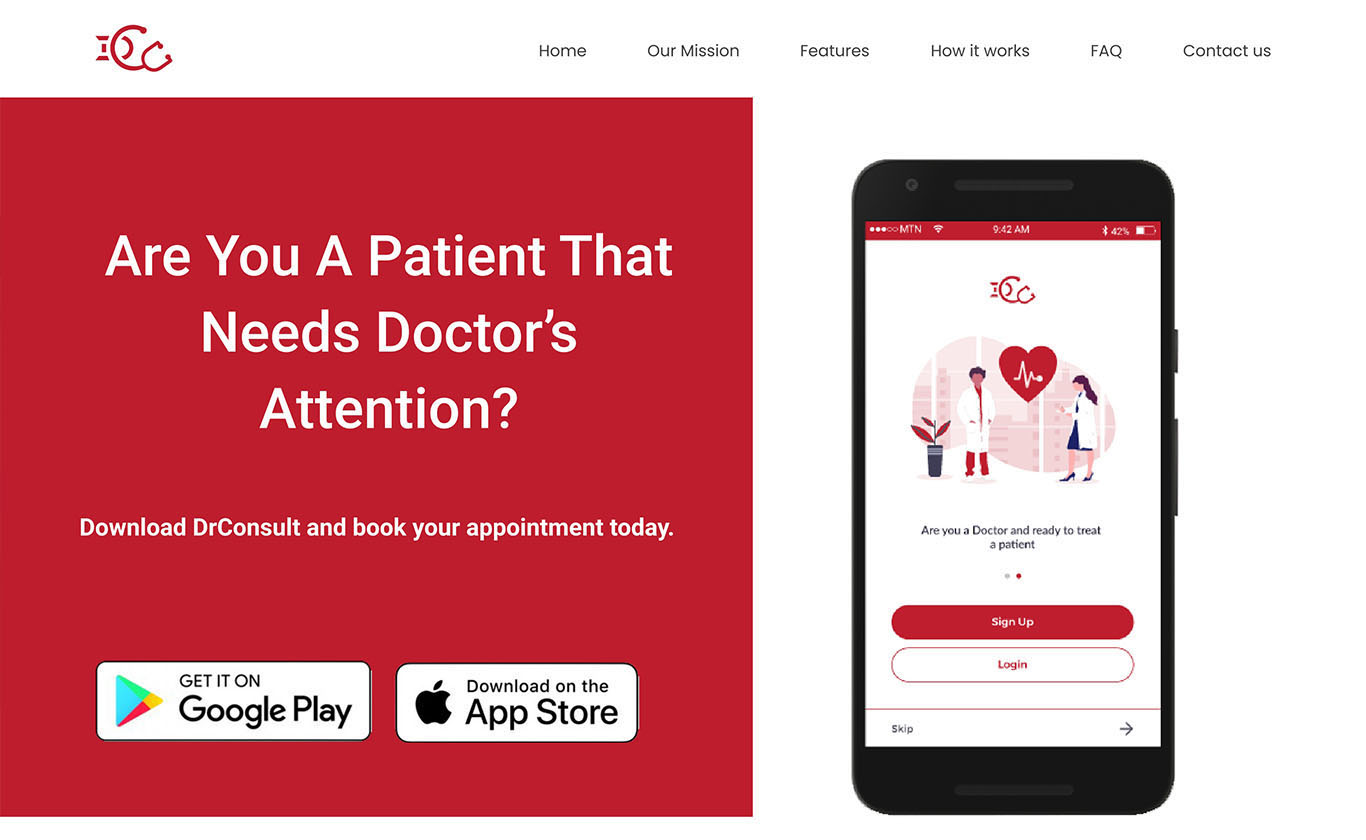 Home Our Mission Features How it works FAQ Contact us
Are You A Patient That
Needs Doctor’s
Attention?
Download DrConsult and book your appointment today.
GET IT ON
Google Play
Download on the
App Store
MTN 9:42 AM 42%
Are you a Doctor and ready to treat
a patient
Sign Up
Login
Skip